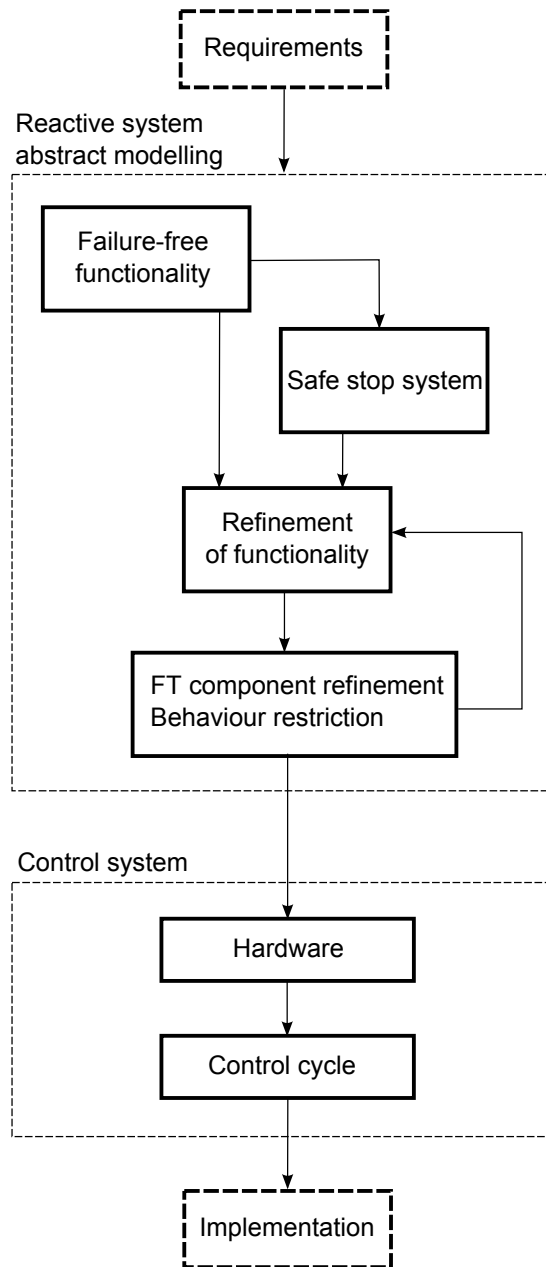 Requirements
Reactive system
abstract modelling
Failure-free
functionality
Safe stop system
Refinement
of functionality
FT component refinement
Behaviour restriction
Control system
Hardware
Control cycle
Implementation